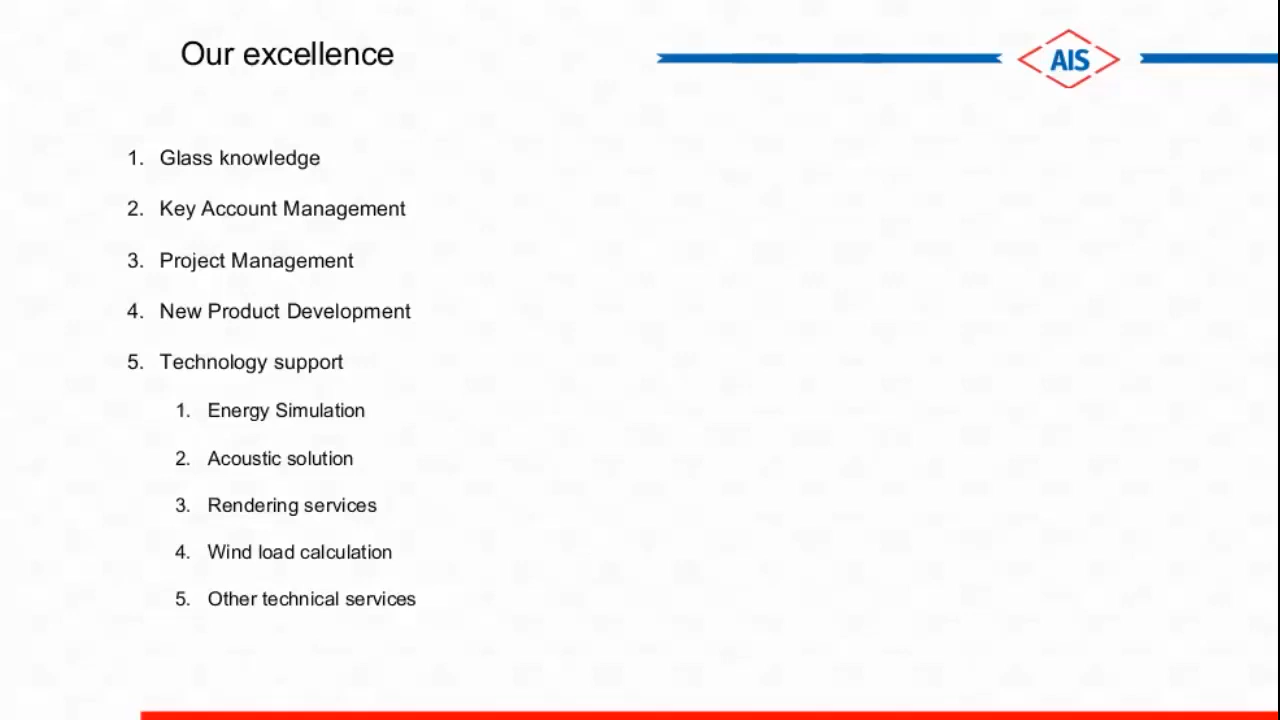 Our excellence
AIS
1. Glass knowledge
2. Key Account Management
3. Project Management
4. New Product Development
5. Technology support
1. Energy Simulation
2. Acoustic solution
3. Rendering services
4. Wind load calculation
5. Other technical services